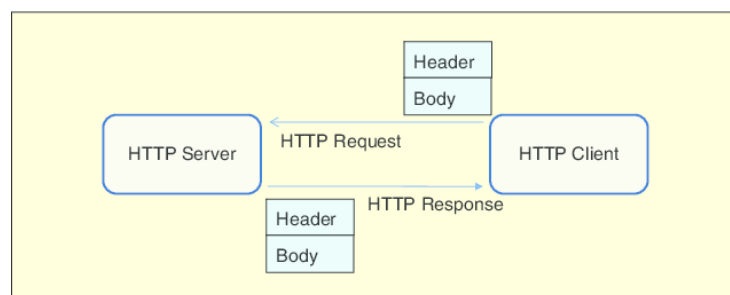 Header
Body
HTTP Server
HTTP Request
HTTP Client
HTTP Response
Header
Body